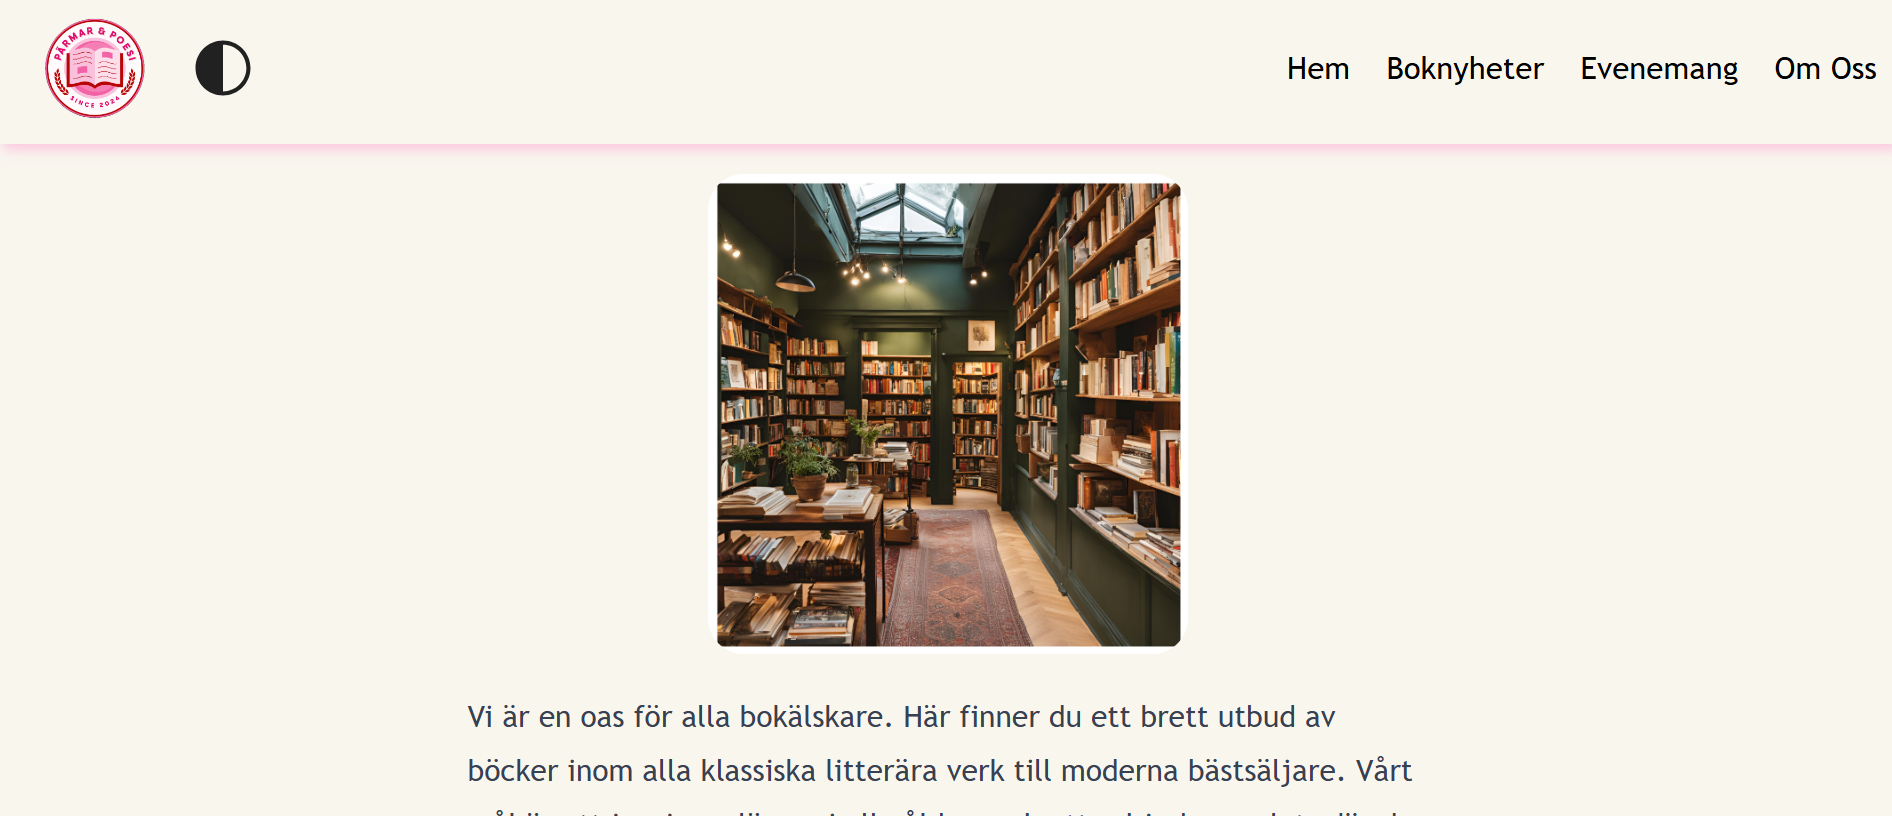 PÄRMAR & POESI
SINCE 2024
Hem Boknyheter Evenemang Om Oss
Vi är en oas för alla bokälskare. Här finner du ett brett utbud av
böcker inom alla klassiska litterära verk till moderna bästsäljare. Vårt